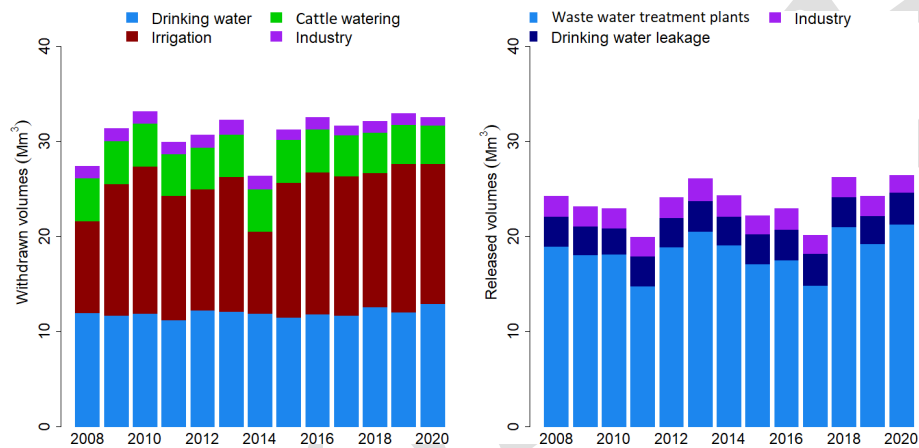 Drinking water
Cattle watering
Irrigation
Industry
Withdrawn volumes (Mm³)
0
10
20
30
40
2008
2010
2012
2014
2016
2018
2020
Waste water treatment plants
Industry
Drinking water leakage
Released volumes (Mm³)
0
10
20
30
40
2008
2010
2012
2014
2016
2018
2020